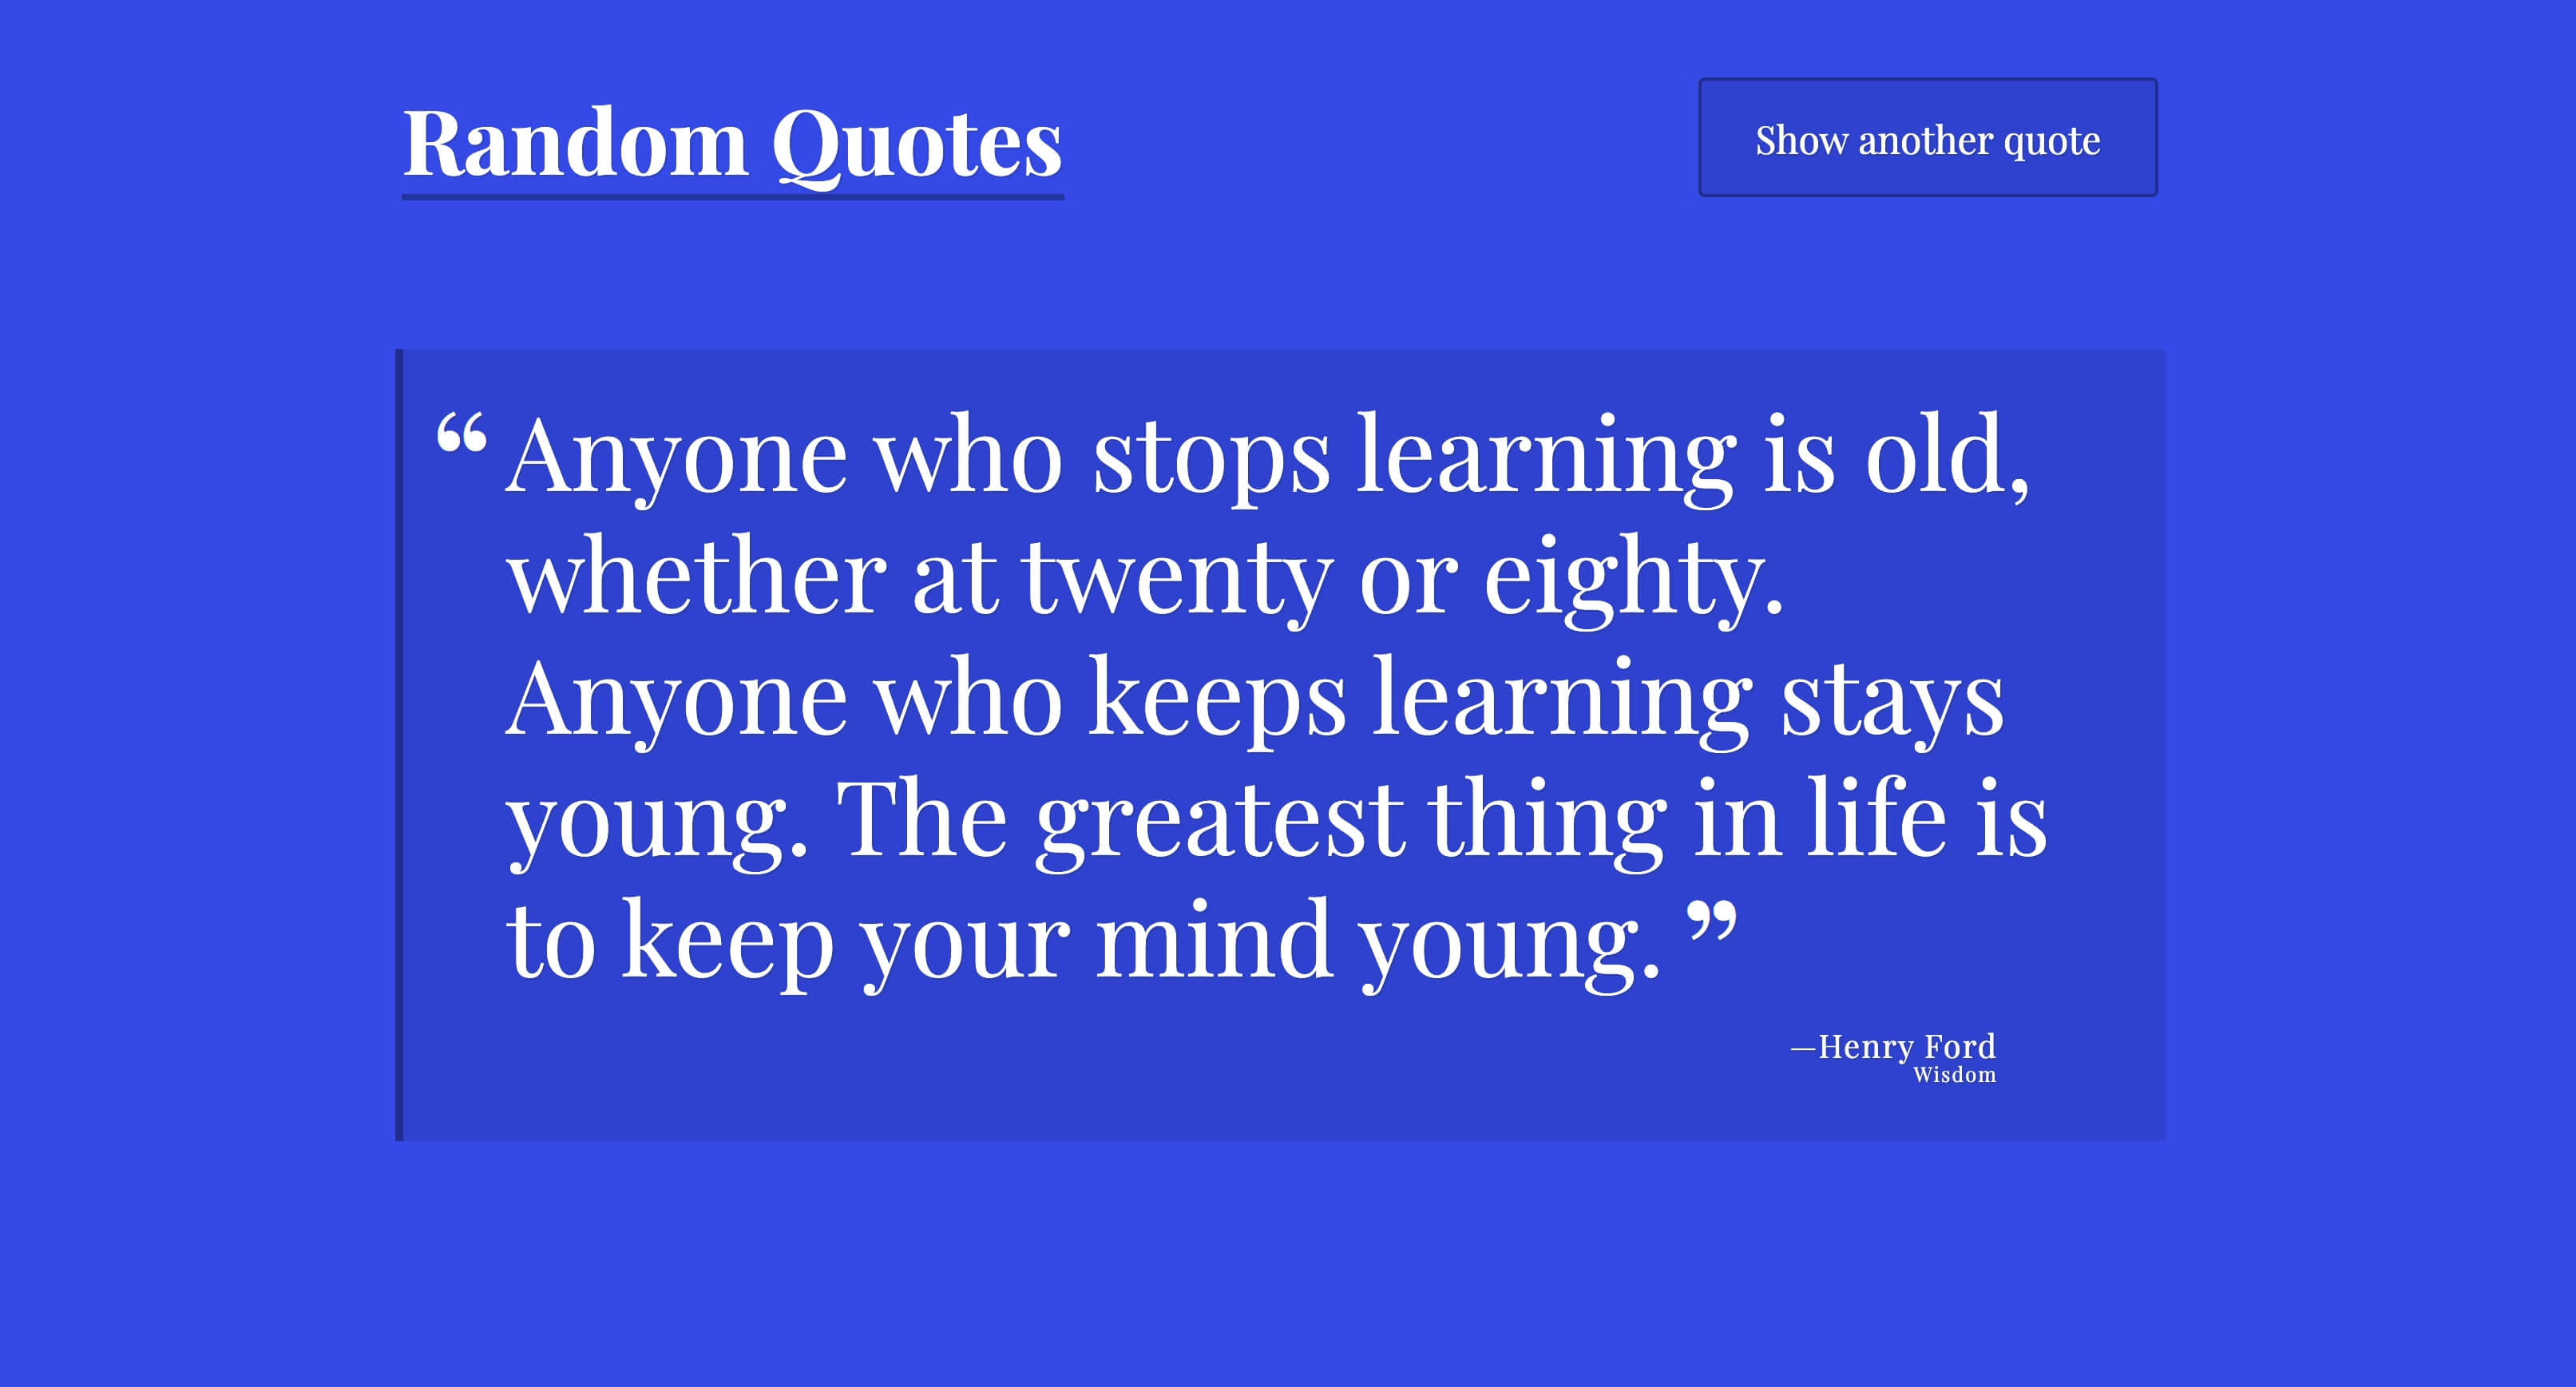 Random Quotes
Show another quote
“ Anyone who stops learning is old,
whether at twenty or eighty.
Anyone who keeps learning stays
young. The greatest thing in life is
to keep your mind young. ”
—Henry Ford
Wisdom